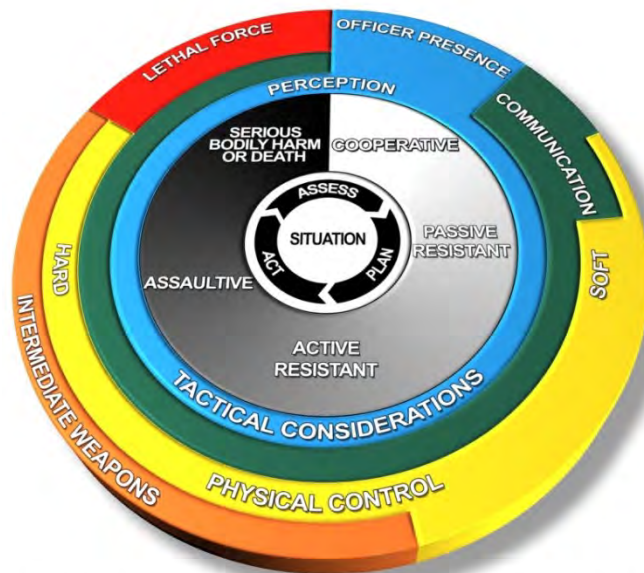 LETHAL FORCE
OFFICER PRESENCE
COMMUNICATION
PERCEPTION
SERIOUS
BODILY HARM
OR DEATH
COOPERATIVE
ASSESS
SITUATION
ACT
PLAN
PASSIVE
RESISTANT
ASSAULTIVE
ACTIVE
RESISTANT
HARD
SOFT
TACTICAL CONSIDERATIONS
INTERMEDIATE WEAPONS
PHYSICAL CONTROL